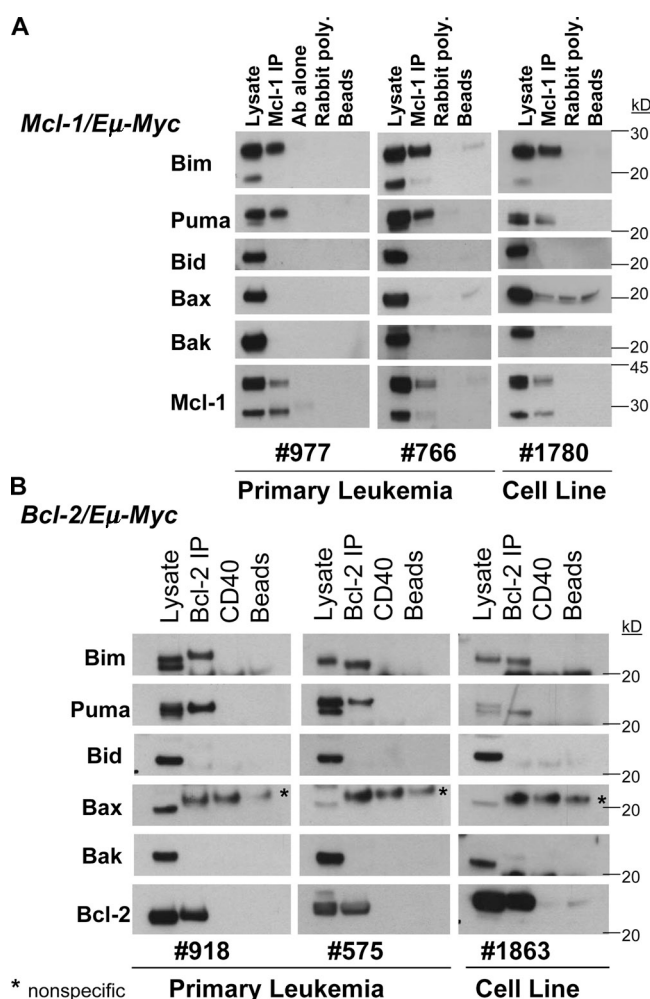 A
Mcl-1/Eμ-Myc
Lysate
Mcl-1 IP
Ab alone
Rabbit poly.
Beads
Lysate
Mcl-1 IP
Rabbit poly.
Beads
Lysate
Mcl-1 IP
Rabbit poly.
Beads
kD
Bim
30
20
Puma
20
Bid
20
Bax
20
Bak
20
Mcl-1
45
30
#977 #766 #1780
Primary Leukemia Cell Line
B
Bcl-2/Eμ-Myc
Lysate
Bcl-2 IP
CD40
Beads
Lysate
Bcl-2 IP
CD40
Beads
Lysate
Bcl-2 IP
CD40
Beads
kD
Bim
20
Puma
20
Bid
20
Bax * * * 20
Bak
20
Bcl-2
20
#918 #575 #1863
* nonspecific Primary Leukemia Cell Line